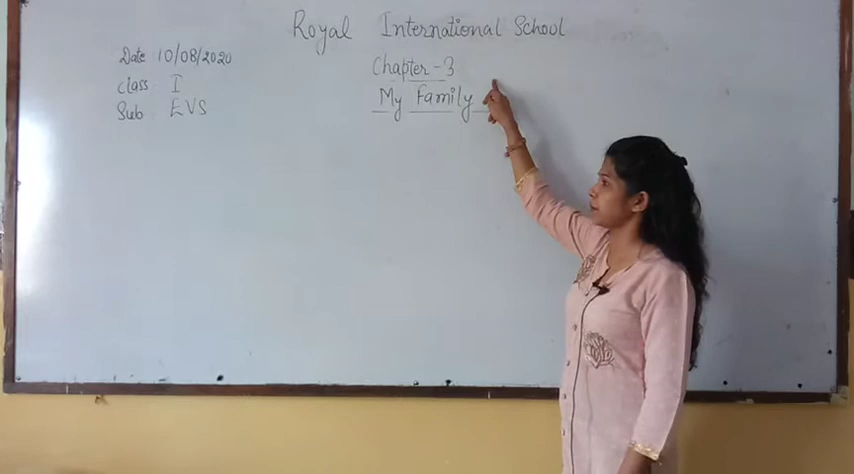 Royal International School
Date 10/08/2020
class I
Sub EVS
Chapter-3
My Family